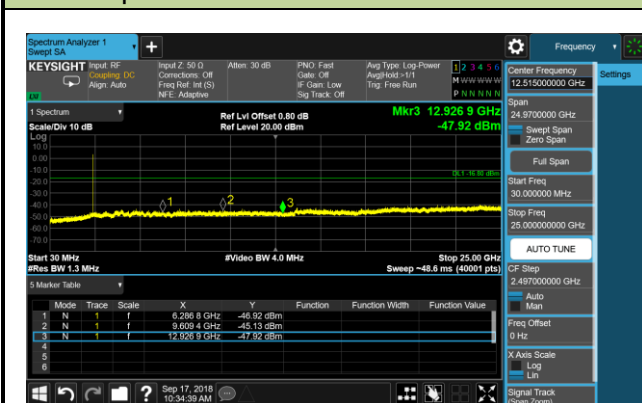 Spectrum Analyzer 1
Swept SA
+
Frequency
KEYSIGHT
Input: RF
Coupling: DC
Align: Auto
Input Z: 50 Ω
Corrections: Off
Freq Ref: Int (S)
NFE: Adaptive
Atten: 30 dB
PNO: Fast
Gate: Off
IF Gain: Low
Sig Track: Off
Avg Type: Log-Power
Avg|Hold:>1/1
Trig: Free Run
1 2 3 4 5 6
M W W W W W
P N N N N N
LXI
1 Spectrum
Scale/Div 10 dB
Ref Lvl Offset 0.80 dB
Ref Level 20.00 dBm
Mkr3 12.926 9 GHz
-47.92 dBm
Log
10.0
0.00
-10.0
-20.0
-30.0
-40.0
-50.0
-60.0
-70.0
DL1 -16.80 dBm
1
2
3
Start 30 MHz
#Res BW 1.3 MHz
#Video BW 4.0 MHz
Stop 25.00 GHz
Sweep ~48.6 ms (40001 pts)
5 Marker Table
Mode Trace Scale X Y Function Function Width Function Value
1 N 1 f 6.286 8 GHz -46.92 dBm
2 N 1 f 9.609 4 GHz -45.13 dBm
3 N 1 f 12.926 9 GHz -47.92 dBm
4
5
6
Sep 17, 2018
10:34:39 AM
Center Frequency
12.515000000 GHz
Settings
Span
24.9700000 GHz
Swept Span
Zero Span
Full Span
Start Freq
30.000000 MHz
Stop Freq
25.000000000 GHz
AUTO TUNE
CF Step
2.497000000 GHz
Auto
Man
Freq Offset
0 Hz
X Axis Scale
Log
Lin
Signal Track
(Span Zoom)